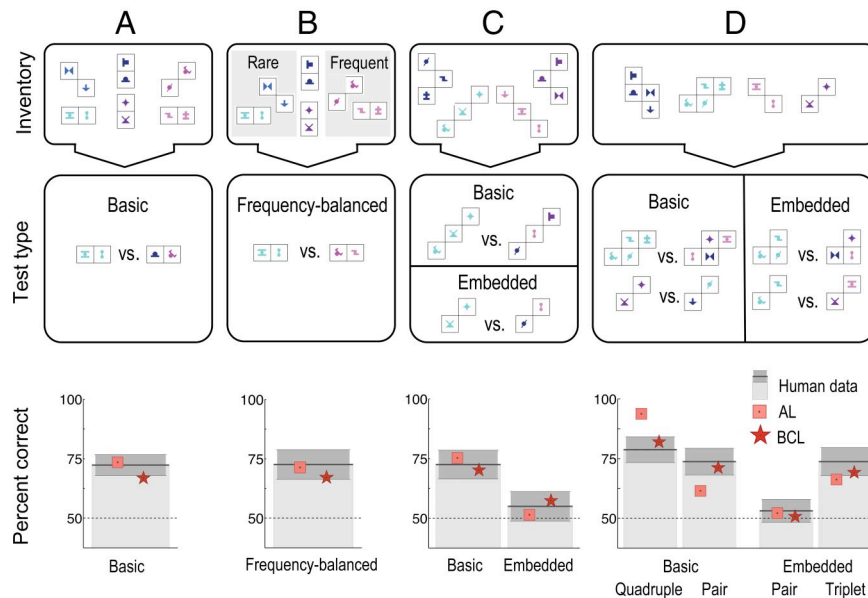 A B C D
Inventory
Rare Frequent
Test type
Basic
vs.
Frequency-balanced
vs.
Basic
vs.
Embedded
vs.
Basic
vs.
vs.
Embedded
vs.
vs.
Percent correct
100
75
50
Basic
100
75
50
Frequency-balanced
100
75
50
Basic Embedded
100
75
50
Human data
AL
BCL
Basic Embedded
Quadruple Pair Pair Triplet